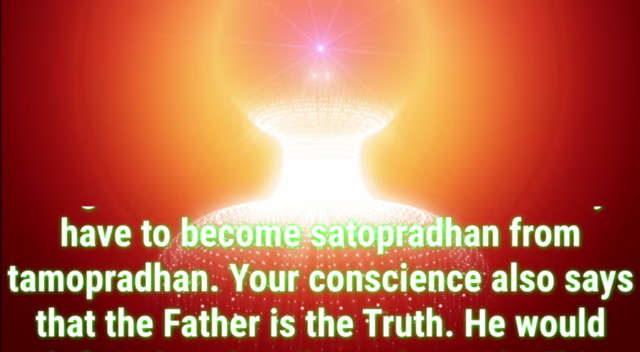 have to become satopradhan from
tamopradhan. Your conscience also says
that the Father is the Truth. He would